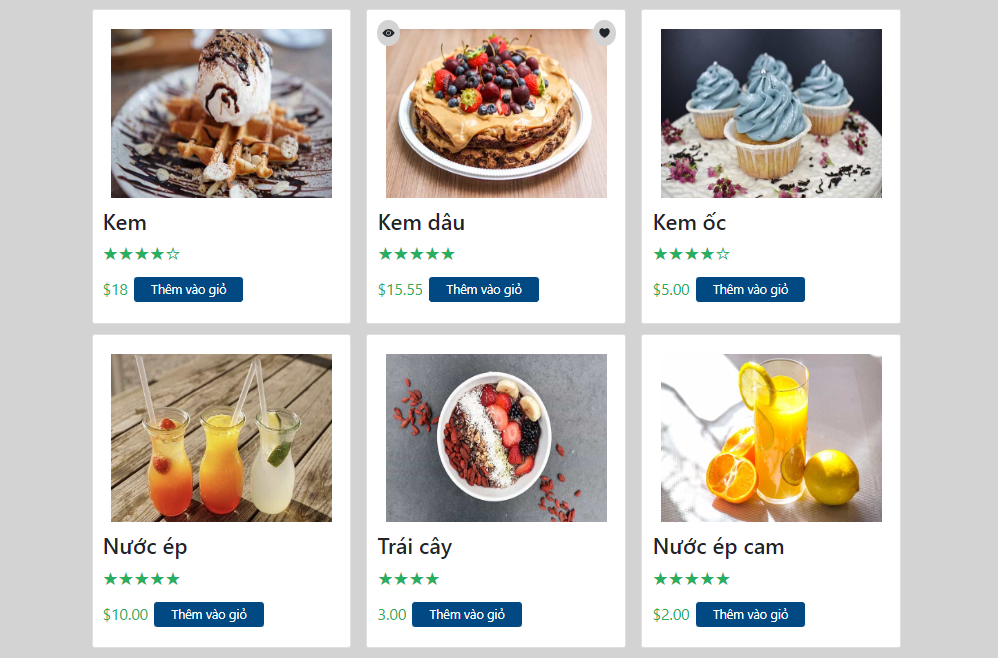 Kem
★★★★☆
$18 Thêm vào giỏ
Kem dâu
★★★★★
$15.55 Thêm vào giỏ
Kem ốc
★★★★☆
$5.00 Thêm vào giỏ
Nước ép
★★★★★
$10.00 Thêm vào giỏ
Trái cây
★★★★
3.00 Thêm vào giỏ
Nước ép cam
★★★★★
$2.00 Thêm vào giỏ